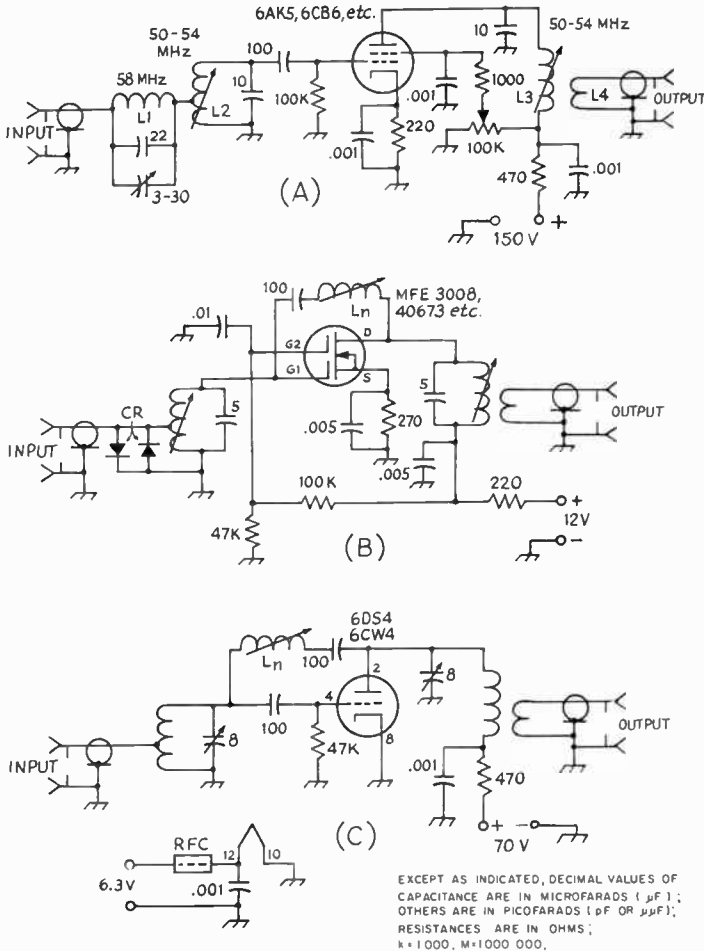 6AK5, 6CB6, etc.
50-54 MHz
100
10
50-54 MHz
58 MHz
10
L2
100K
.001
1000
L3
L4
OUTPUT
INPUT
L1
22
3-30
.001
220
100K
470
.001
(A)
150 V
+
100
Ln
MFE 3008,
40673 etc.
.01
G2
D
G1
S
5
CR
5
INPUT
.005
270
OUTPUT
.005
100K
220
47K
(B)
+
12V
-
6DS4
6CW4
Ln
100
2
8
4
100
8
8
47K
INPUT
OUTPUT
.001
470
(C)
+ -
70 V
RFC
12
10
6.3V
.001
EXCEPT AS INDICATED, DECIMAL VALUES OF
CAPACITANCE ARE IN MICROFARADS ( μF ) ;
OTHERS ARE IN PICOFARADS ( pF OR μμF);
RESISTANCES ARE IN OHMS ;
k = 1000, M=1000 000,